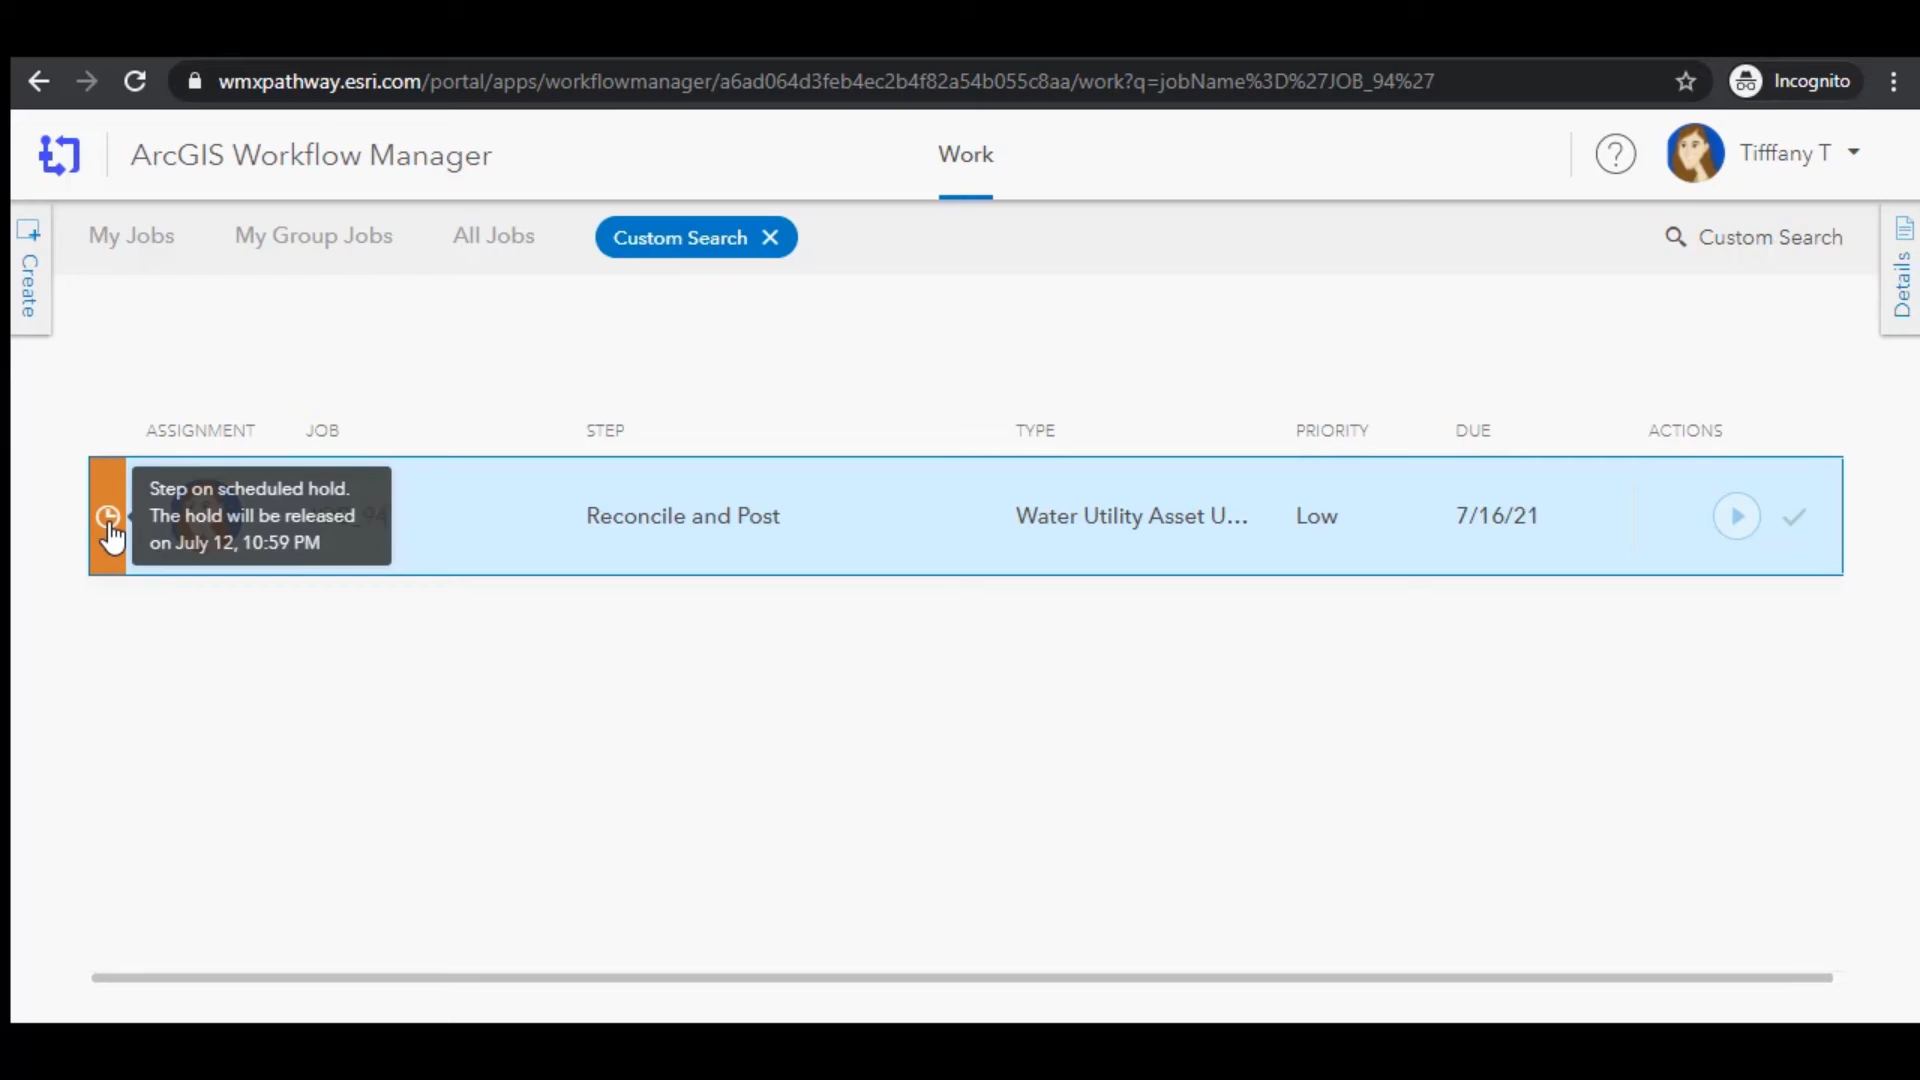 wmxpathway.esri.com/portal/apps/workflowmanager/a6ad064d3feb4ec2b4f82a54b055c8aa/work?q=jobName%3D%27JOB_94%27
Incognito
ArcGIS Workflow Manager
Work
Tifffany T
Create
My Jobs
My Group Jobs
All Jobs
Custom Search
Custom Search
Details
ASSIGNMENT JOB STEP TYPE PRIORITY DUE ACTIONS
Step on scheduled hold.
The hold will be released
on July 12, 10:59 PM
94
Reconcile and Post
Water Utility Asset U...
Low
7/16/21